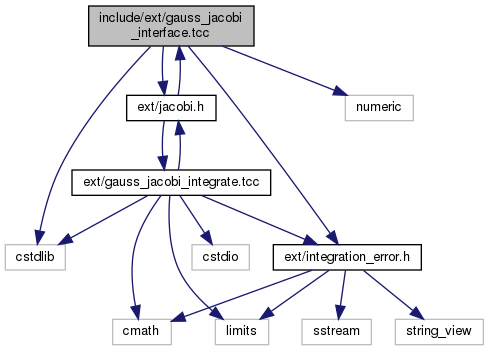 include/ext/gauss_jacobi
_interface.tcc
ext/jacobi.h
numeric
ext/gauss_jacobi_integrate.tcc
cstdlib
cstdio
ext/integration_error.h
cmath
limits
sstream
string_view